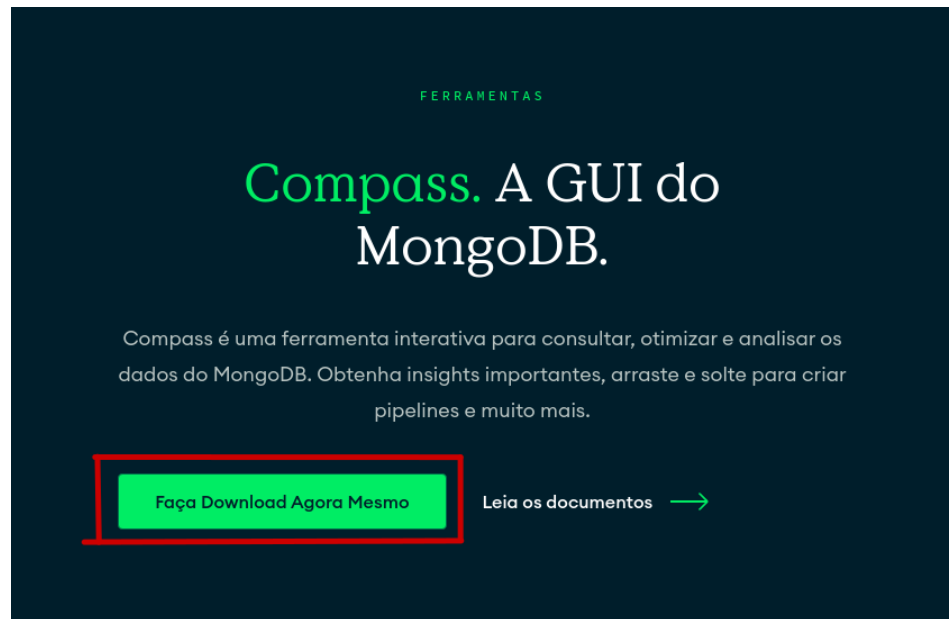 FERRAMENTAS
Compass. A GUI do
MongoDB.
Compass é uma ferramenta interativa para consultar, otimizar e analisar os
dados do MongoDB. Obtenha insights importantes, arraste e solte para criar
pipelines e muito mais.
Faça Download Agora Mesmo
Leia os documentos